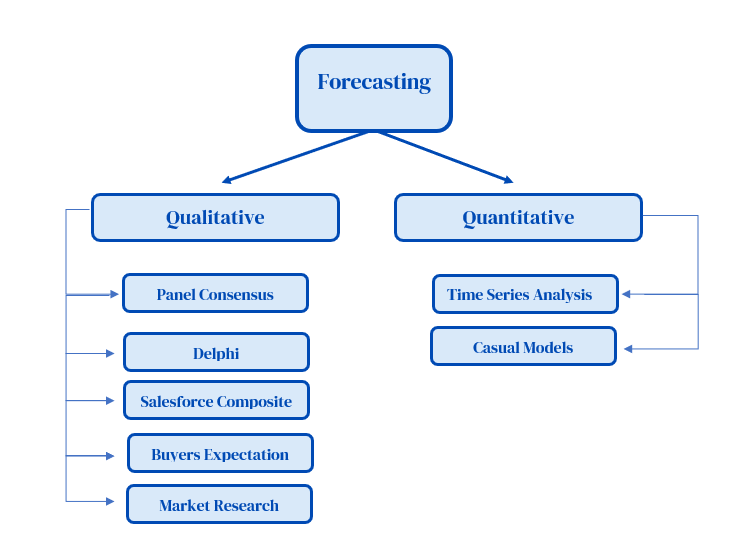 Forecasting
Qualitative
Quantitative
Panel Consensus
Time Series Analysis
Delphi
Casual Models
Salesforce Composite
Buyers Expectation
Market Research